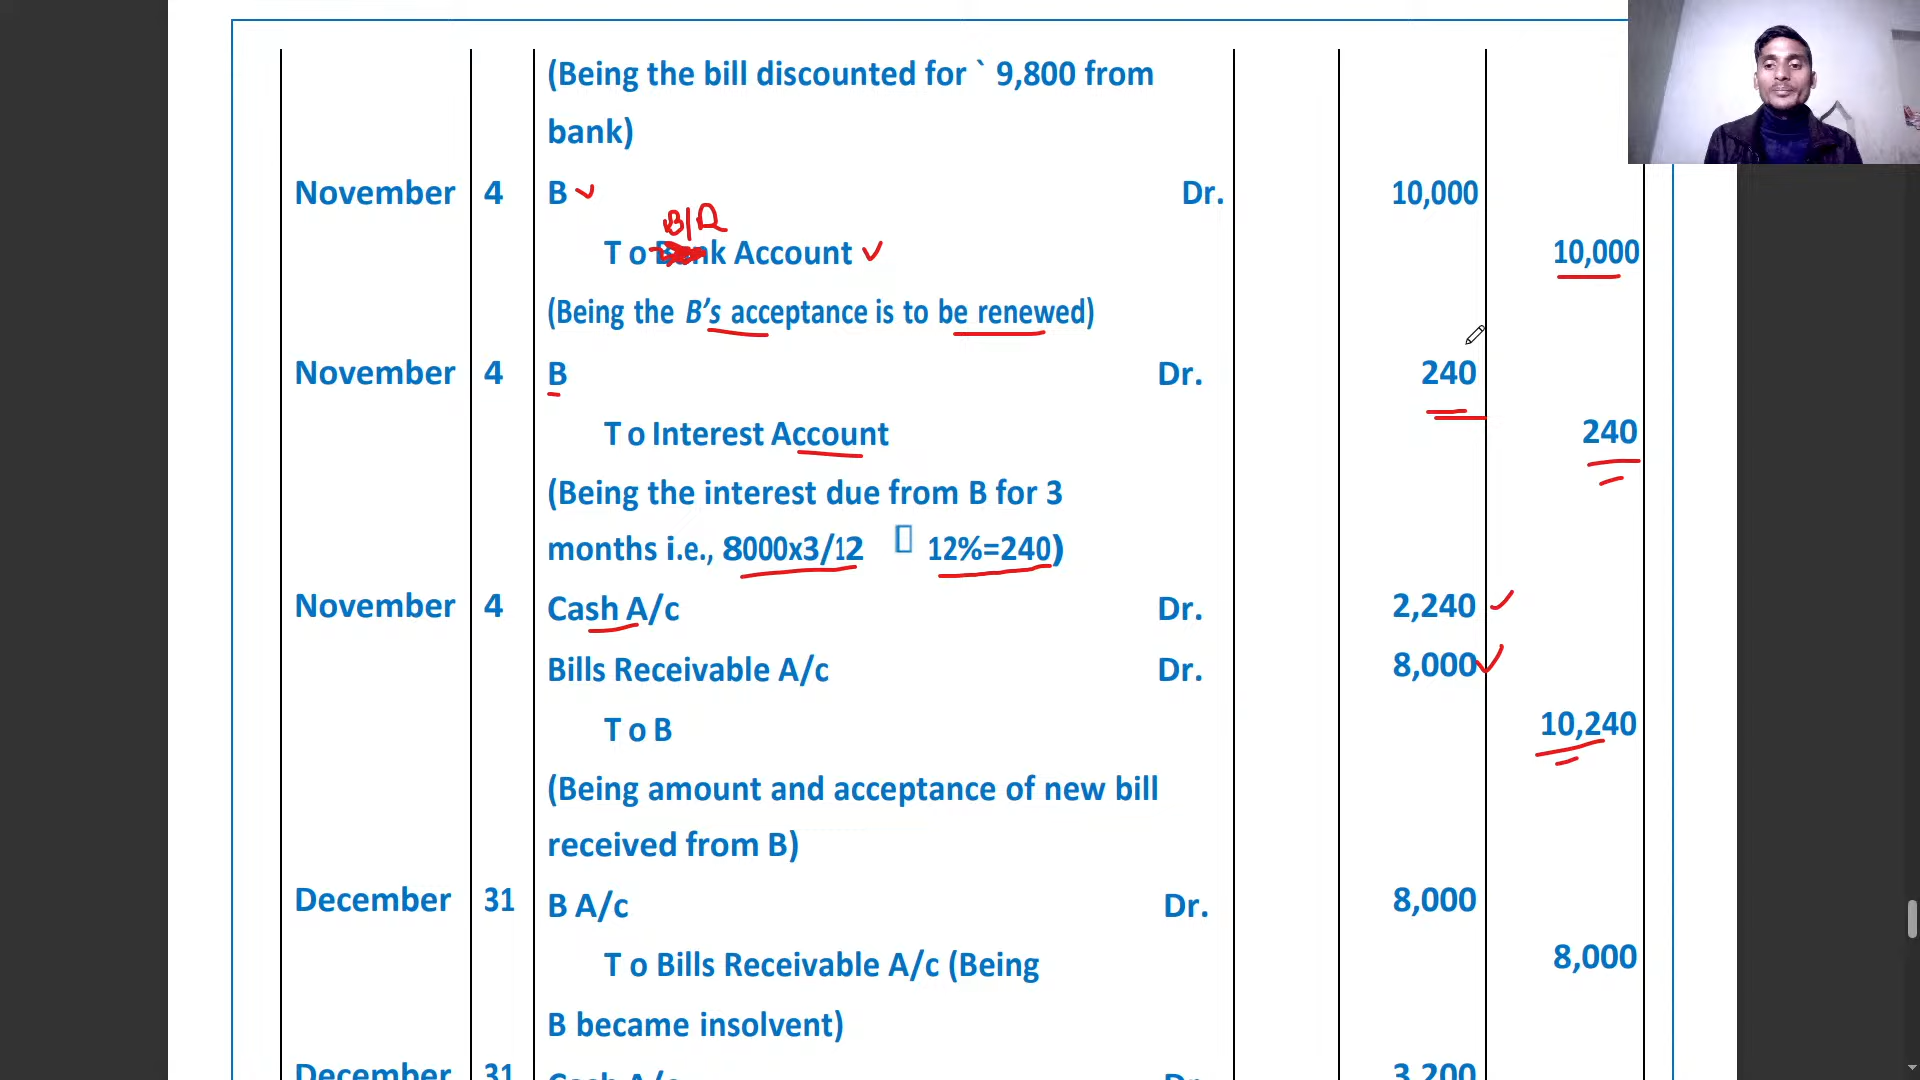 (Being the bill discounted for ` 9,800 from
bank)
November 4 B Dr. 10,000
B/R
To Bank Account 10,000
(Being the B's acceptance is to be renewed)
November 4 B Dr. 240
To Interest Account 240
(Being the interest due from B for 3
months i.e., 8000x3/12 12%=240)
November 4 Cash A/c Dr. 2,240
Bills Receivable A/c Dr. 8,000
To B 10,240
(Being amount and acceptance of new bill
received from B)
December 31 B A/c Dr. 8,000
To Bills Receivable A/c (Being 8,000
B became insolvent)
December 31 Cash A/c Dr. 3,200